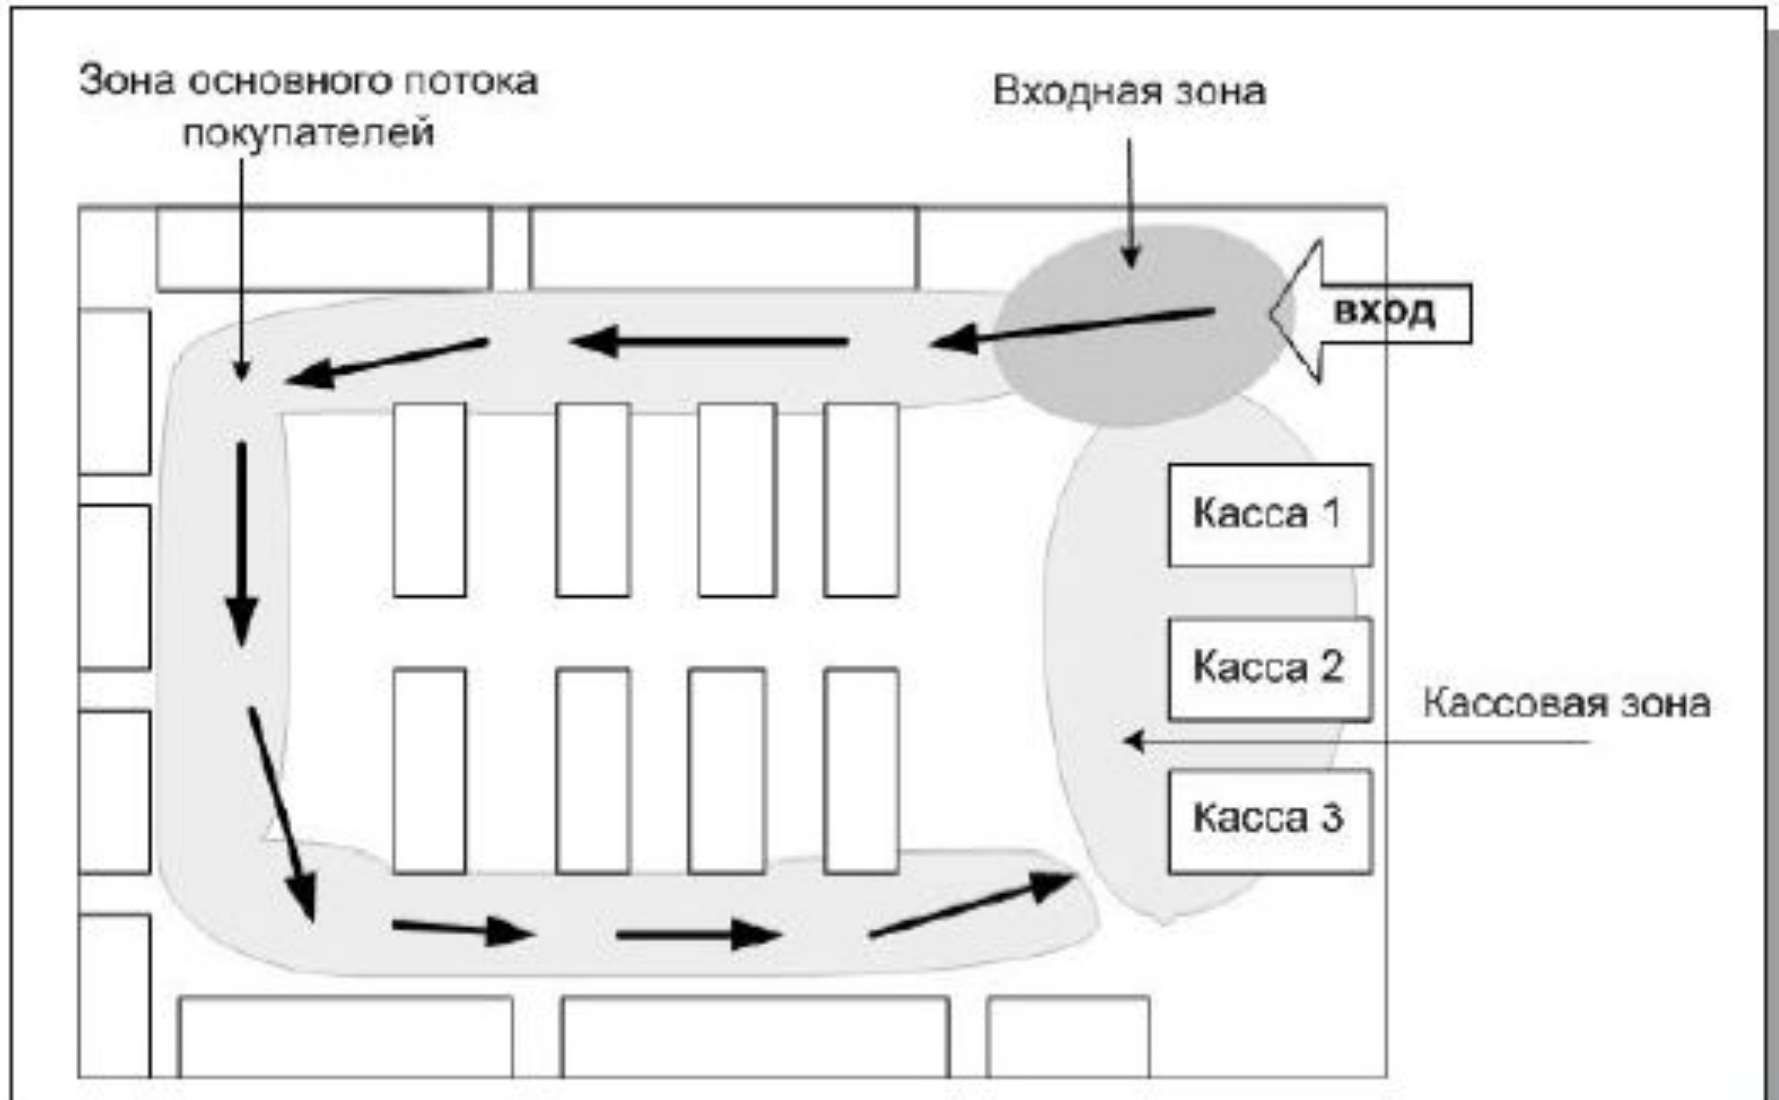 Зона основного потока
покупателей
Входная зона
вход
Касса 1
Касса 2
Кассовая зона
Касса 3